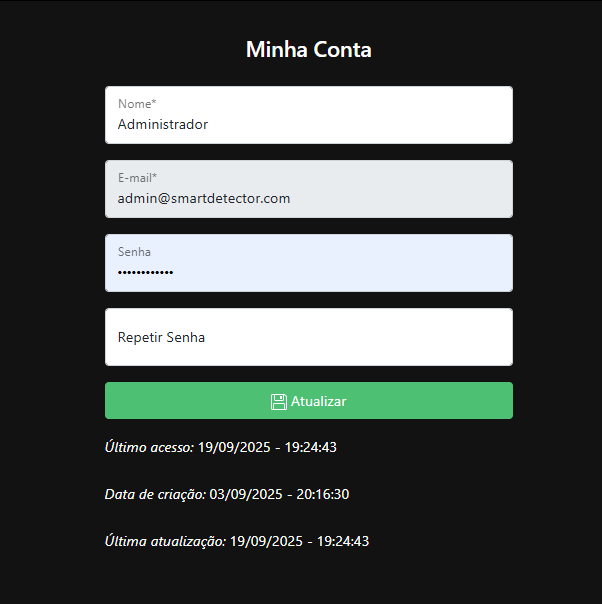 Minha Conta
Nome*
Administrador
E-mail*
admin@smartdetector.com
Senha
••••••••••••
Repetir Senha
Atualizar
Último acesso: 19/09/2025 - 19:24:43
Data de criação: 03/09/2025 - 20:16:30
Última atualização: 19/09/2025 - 19:24:43